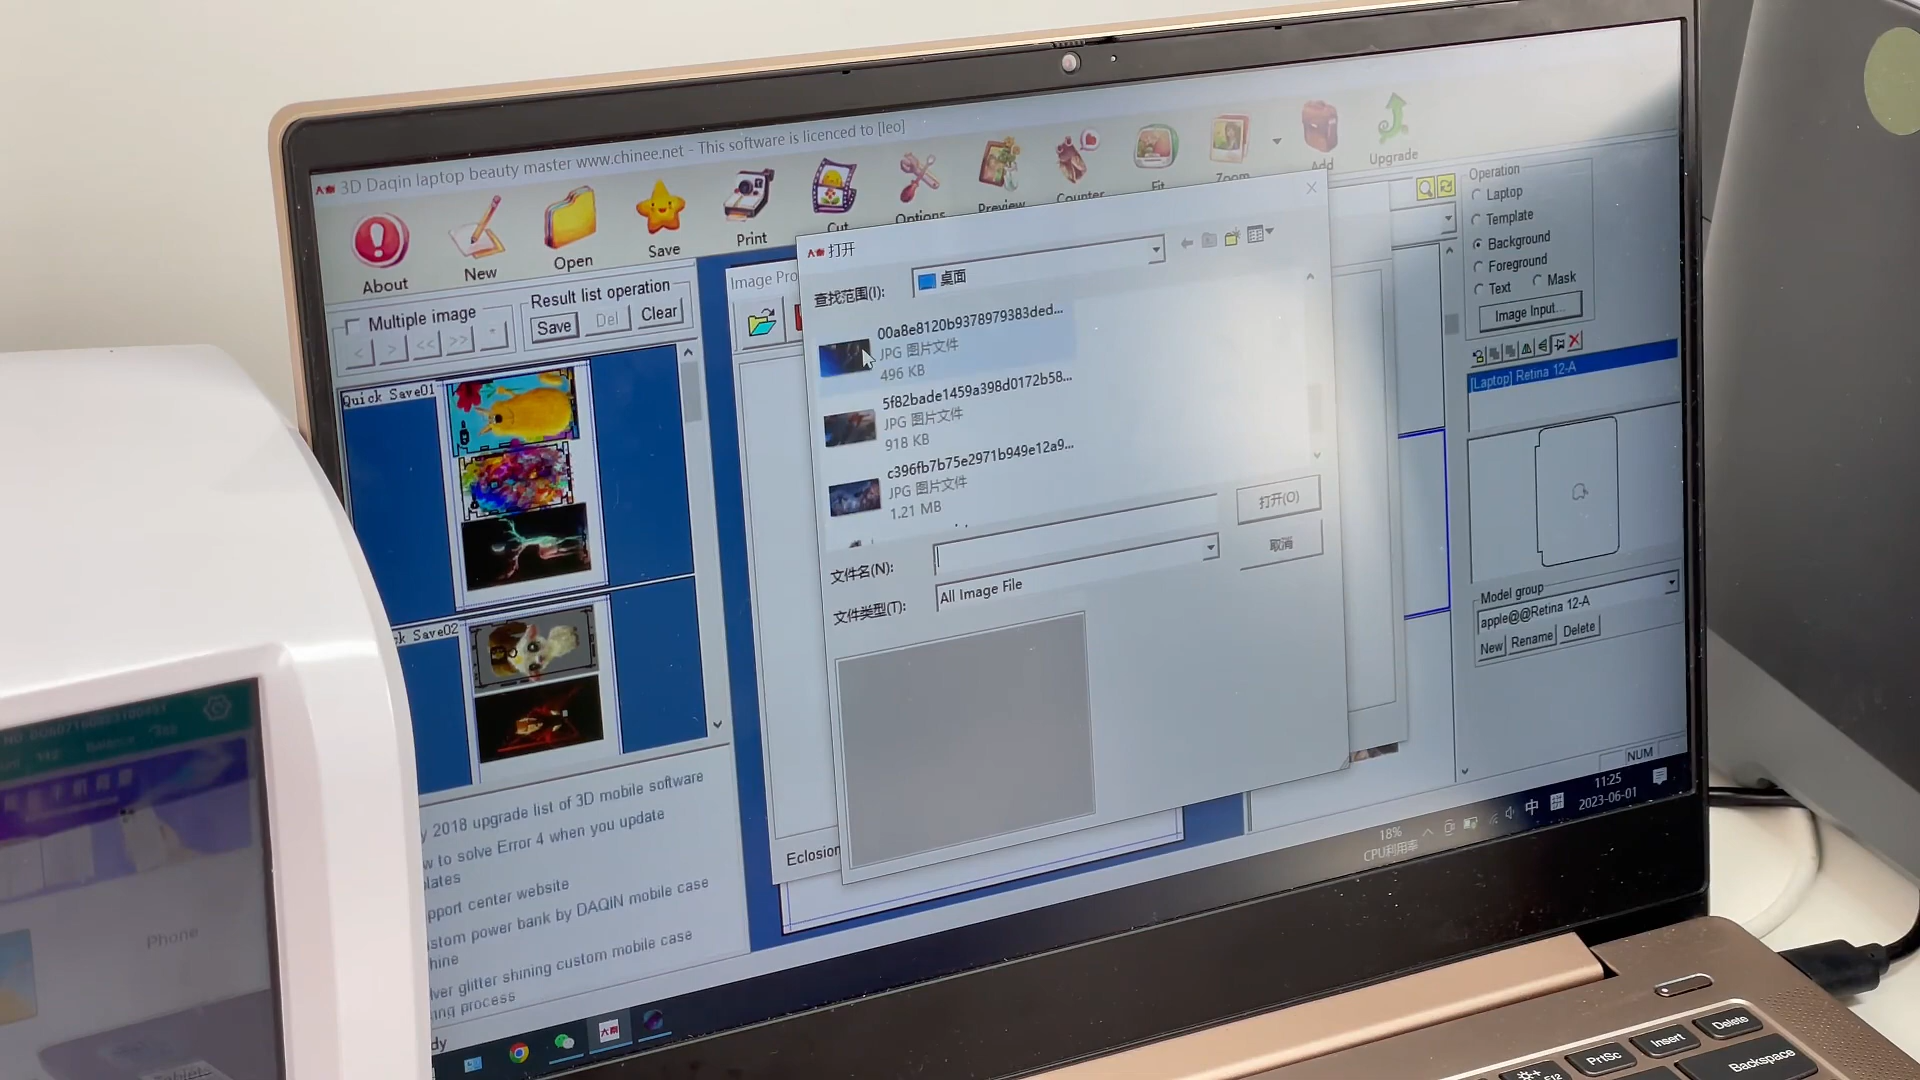 3D Daqin laptop beauty master www.chinee.net - This software is licenced to [leo]
About
New
Open
Save
Print
Cut
Options
Preview
Counter
Fit
Zoom
Add
Upgrade
Multiple image
<
>
<<
>>
Result list operation
Save
Del
Clear
Quick Save01
ck Save02
Image Pro
打开
查找范围(I):
桌面
00a8e8120b9378979383ded...
JPG 图片文件
496 KB
5f82bade1459a398d0172b58...
JPG 图片文件
918 KB
c396fb7b75e2971b949e12a9...
JPG 图片文件
1.21 MB
文件名(N):
打开(O)
文件类型(T):
All Image File
取消
Eclosion
Operation
Laptop
Template
Background
Foreground
Text
Mask
Image Input...
[Laptop] Retina 12-A
Model group
apple@@Retina 12-A
New
Rename
Delete
y 2018 upgrade list of 3D mobile software
w to solve Error 4 when you update
lates
pport center website
stom power bank by DAQIN mobile case
hine
lver glitter shining custom mobile case
ing process
dy
NUM
18%
CPU利用率
中
11:25
2023-06-01
大秦
Phone
Tablets
F12
PrtSc
Insert
Delete
Backspace